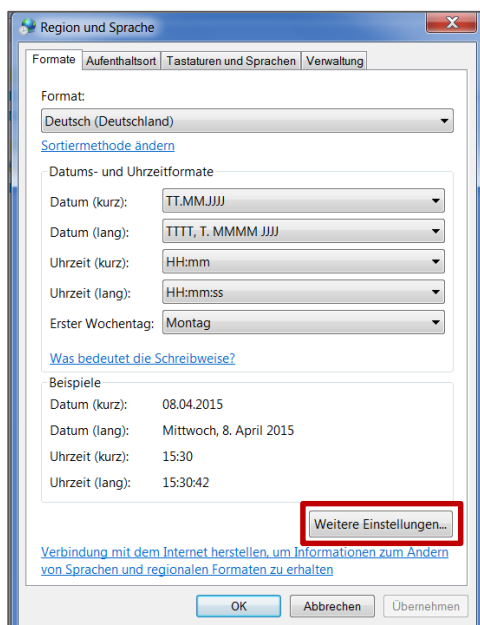 Region und Sprache
Formate Aufenthaltsort Tastaturen und Sprachen Verwaltung
Format:
Deutsch (Deutschland)
Sortiermethode ändern
Datums- und Uhrzeitformate
Datum (kurz): TT.MM.JJJJ
Datum (lang): TTTT, T. MMMM JJJJ
Uhrzeit (kurz): HH:mm
Uhrzeit (lang): HH:mm:ss
Erster Wochentag: Montag
Was bedeutet die Schreibweise?
Beispiele
Datum (kurz): 08.04.2015
Datum (lang): Mittwoch, 8. April 2015
Uhrzeit (kurz): 15:30
Uhrzeit (lang): 15:30:42
Weitere Einstellungen...
Verbindung mit dem Internet herstellen, um Informationen zum Ändern
von Sprachen und regionalen Formaten zu erhalten
OK Abbrechen Übernehmen